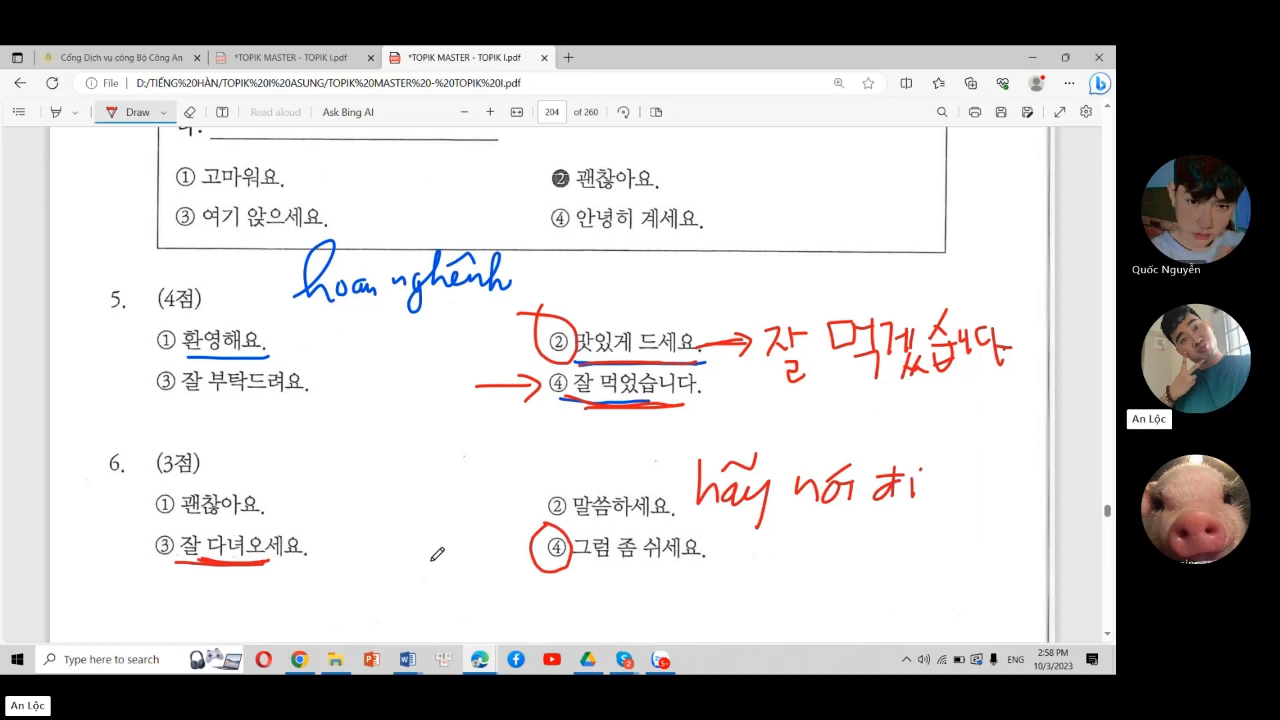 Cổng Dịch vụ công Bộ Công An
*TOPIK MASTER - TOPIK I.pdf
*TOPIK MASTER - TOPIK I.pdf
File D:/TIẾNG%20HÀN/TOPIK%20I%20ASUNG/TOPIK%20MASTER%20-%20TOPIK%20I.pdf
Draw Read aloud Ask Bing AI 204 of 260
① 고마워요. ② 괜찮아요.
③ 여기 앉으세요. ④ 안녕히 계세요.
hoan nghênh
5. (4점)
① 환영해요. ② 맛있게 드세요. 잘 먹겠습니다
③ 잘 부탁드려요. ④ 잘 먹었습니다.
6. (3점)
hãy nói đi
① 괜찮아요. ② 말씀하세요.
③ 잘 다녀오세요. ④ 그럼 좀 쉬세요.
Quốc Nguyễn
An Lộc
Type here to search
ENG
2:58 PM
10/3/2023
An Lộc